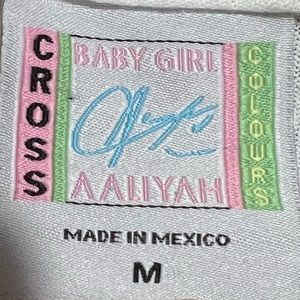 CROSS
BABY GIRL
COLOURS
AALIYAH
MADE IN MEXICO
M